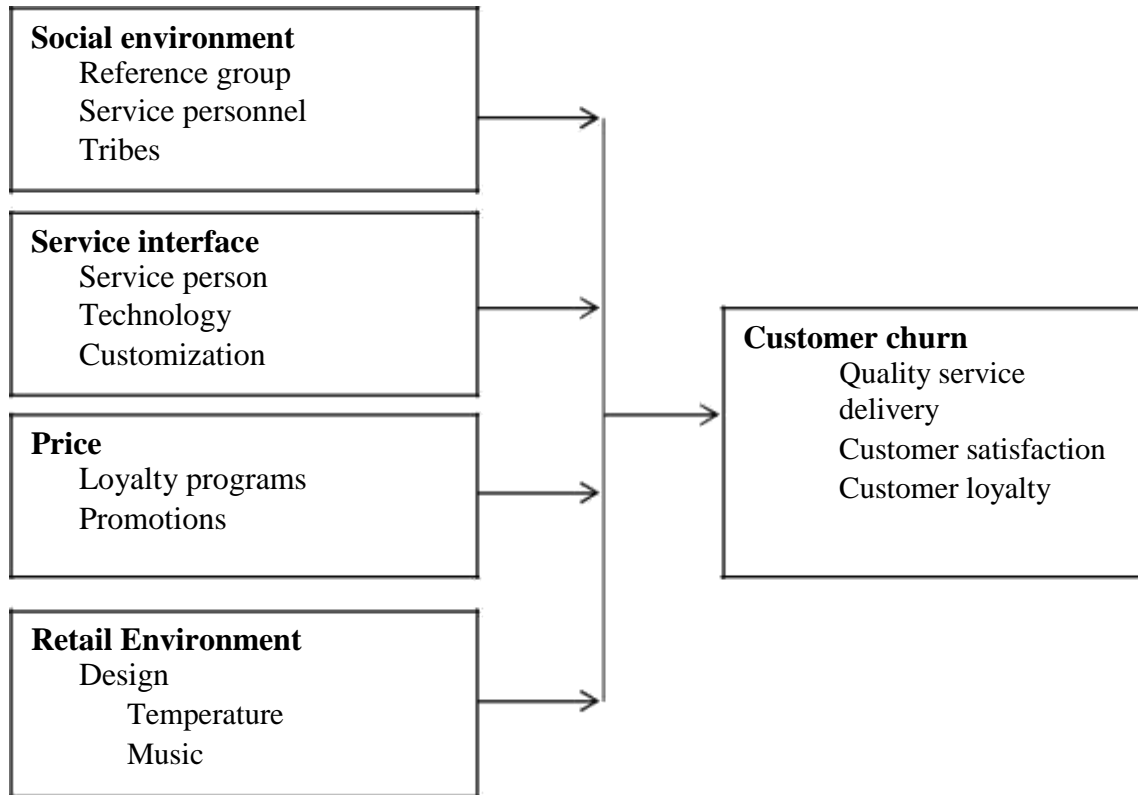 Social environment
Reference group
Service personnel
Tribes
Service interface
Service person
Technology
Customization
Price
Loyalty programs
Promotions
Retail Environment
Design
Temperature
Music
Customer churn
Quality service
delivery
Customer satisfaction
Customer loyalty